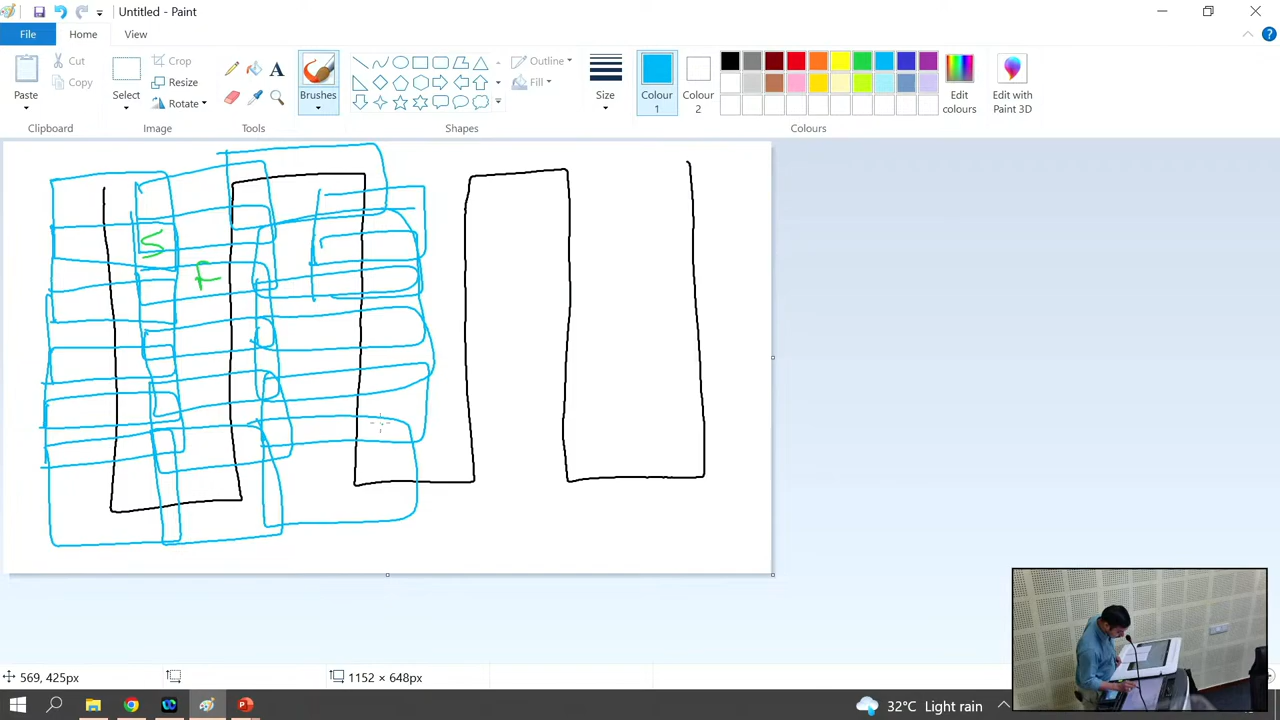 Untitled - Paint
File
Home
View
Paste
Cut
Copy
Clipboard
Select
Crop
Resize
Rotate
Image
A
Tools
Brushes
Outline
Fill
Shapes
Size
Colour
1
Colour
2
Edit
colours
Edit with
Paint 3D
Colours
S
F
569, 425px
1152 × 648px
32°C Light rain